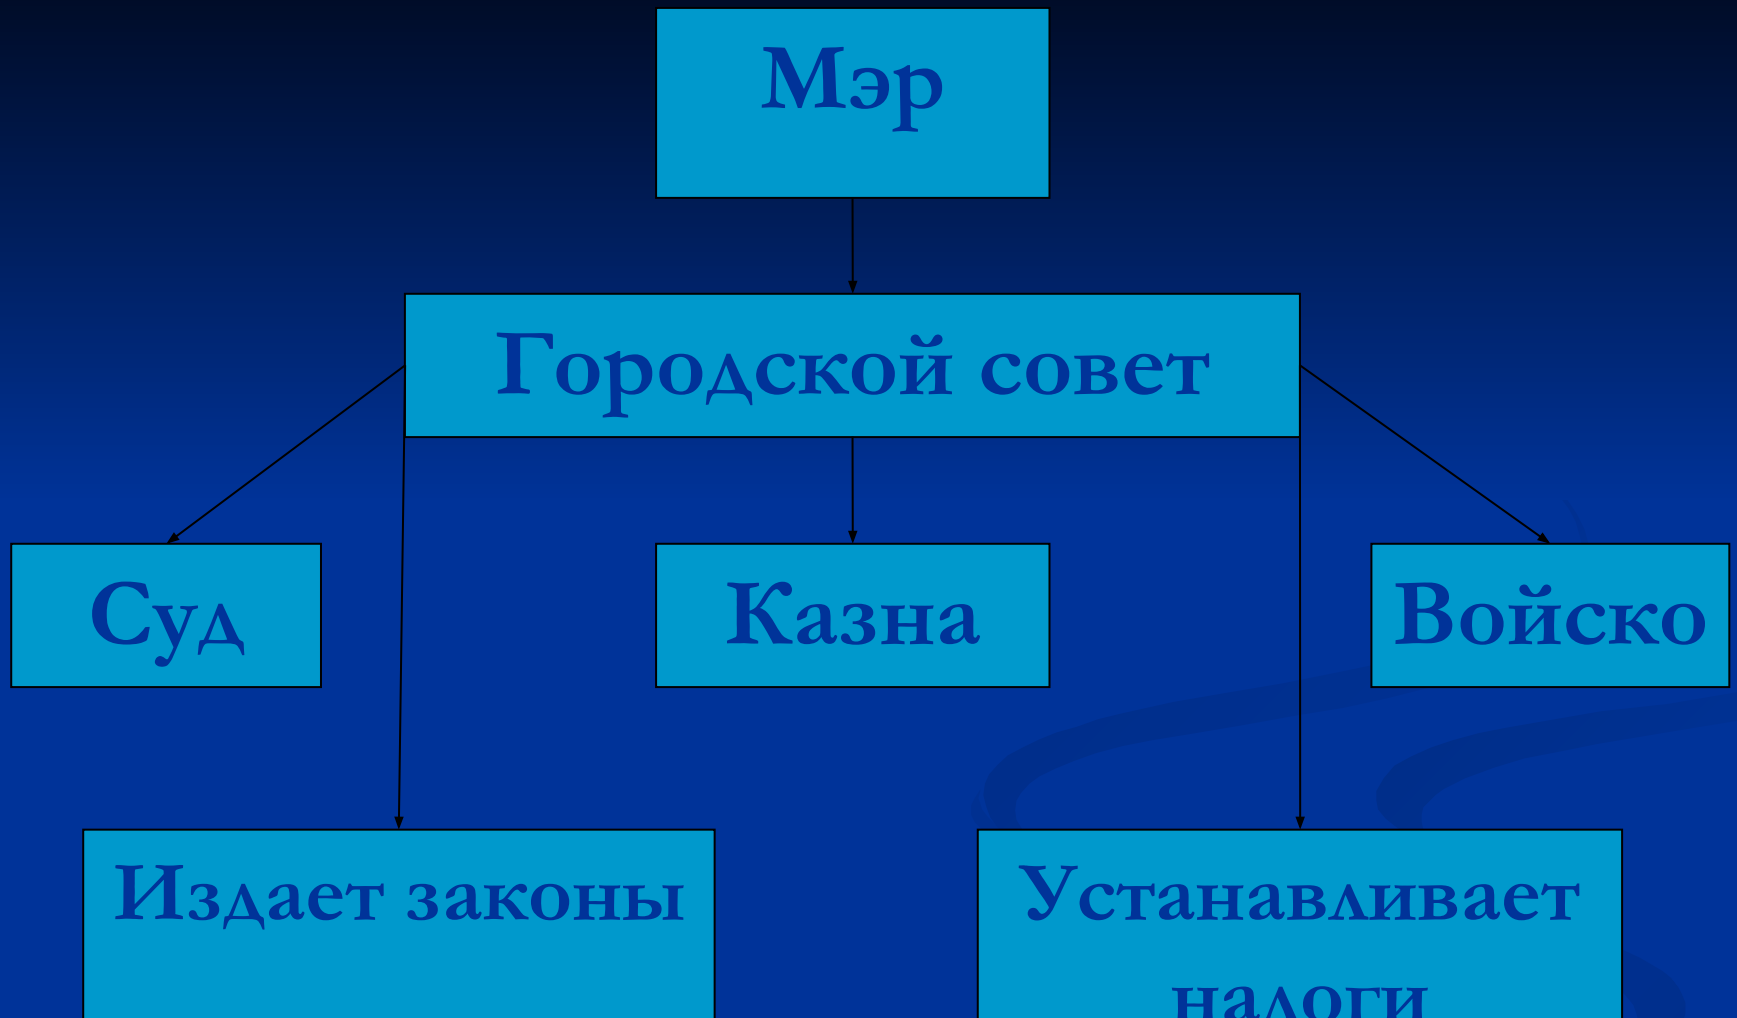 Мэр
Городской совет
Суд
Казна
Войско
Издает законы
Устанавливает
налоги